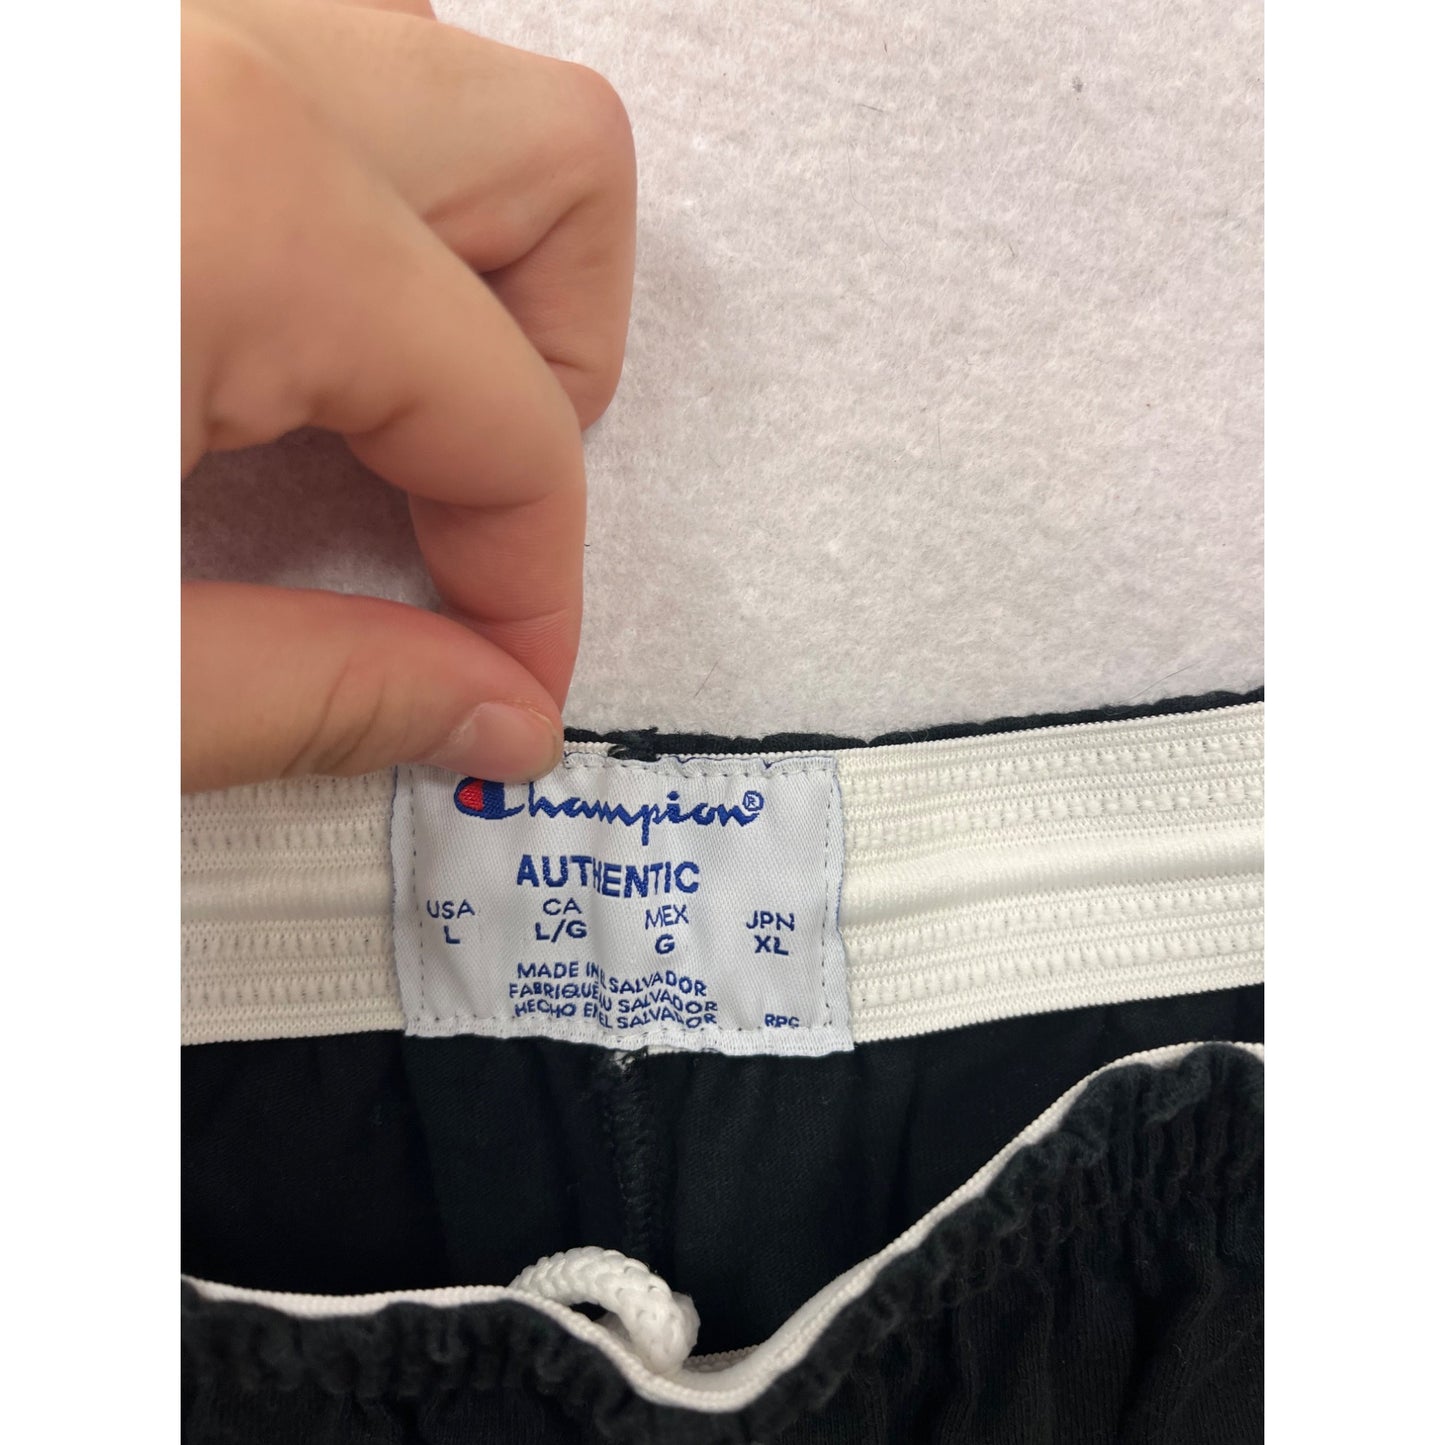 Champion®
AUTHENTIC
USA CA MEX JPN
L L/G G XL
MADE IN EL SALVADOR
FABRIQUÉ AU SALVADOR
HECHO EN EL SALVADOR
RPC